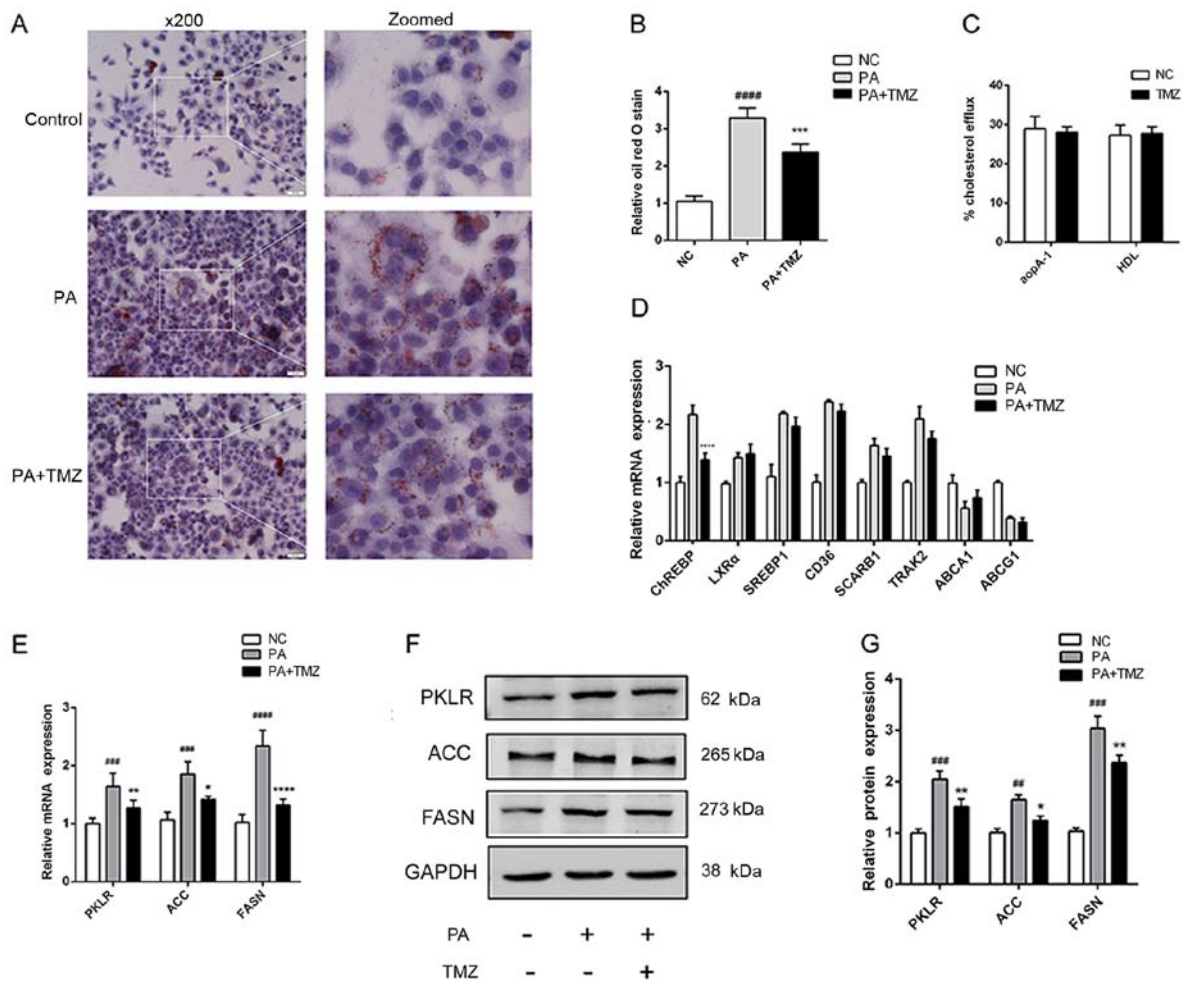 A
x200
Zoomed
Control
PA
PA+TMZ
B
NC
PA
PA+TMZ
Relative oil red O stain
4
3
2
1
0
####
***
NC
PA
PA+TMZ
C
NC
TMZ
% cholesterol efflux
40
30
20
10
0
aopA-1
HDL
D
NC
PA
PA+TMZ
Relative mRNA expression
3
2
1
0
****
ChREBP
LXRα
SREBP1
CD36
SCARB1
TRAK2
ABCA1
ABCG1
E
NC
PA
PA+TMZ
Relative mRNA expression
3
2
1
0
###
**
###
*
####
****
PKLR
ACC
FASN
F
PKLR
62 kDa
ACC
265 kDa
FASN
273 kDa
GAPDH
38 kDa
PA - + +
TMZ - - +
G
NC
PA
PA+TMZ
Relative protein expression
4
3
2
1
0
###
**
##
*
###
**
PKLR
ACC
FASN